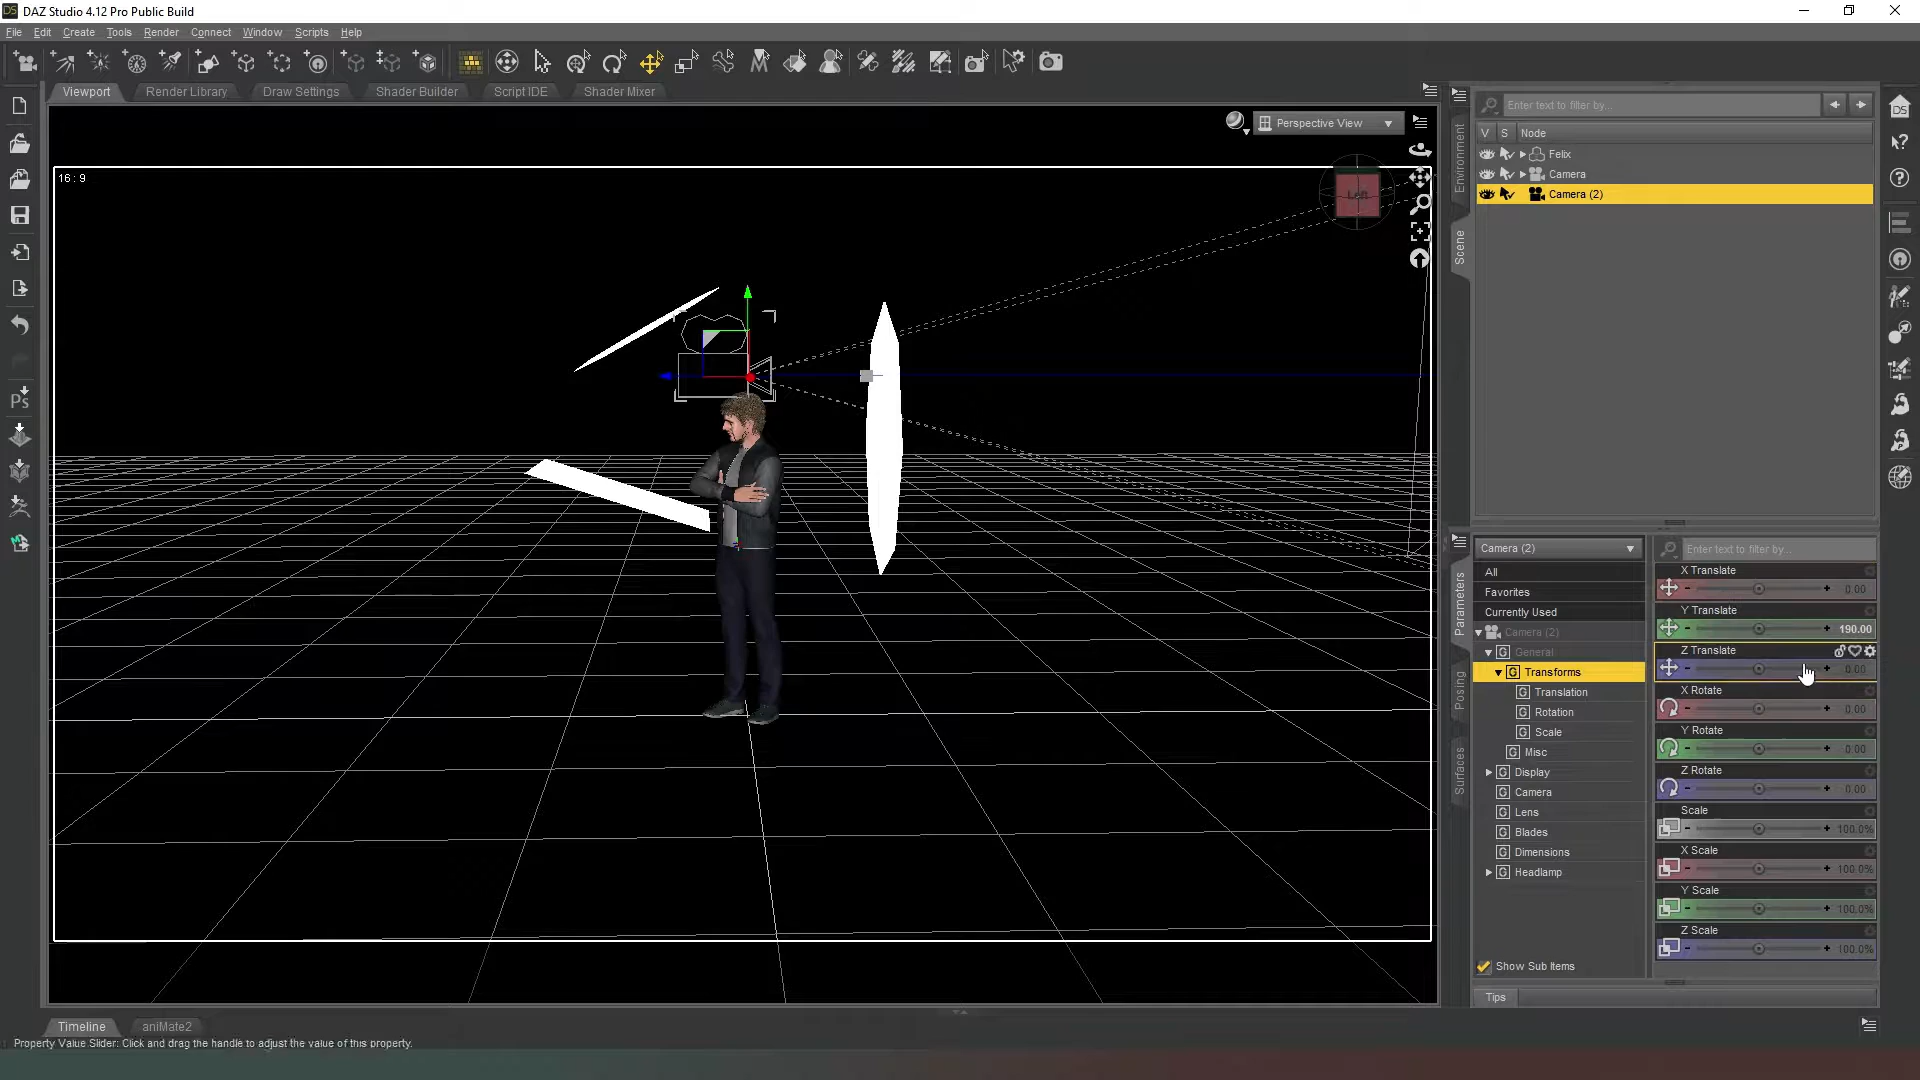 DAZ Studio 4.12 Pro Public Build
File Edit Create Tools Render Connect Window Scripts Help
Viewport Render Library Draw Settings Shader Builder Script IDE Shader Mixer
Perspective View
16 : 9
Left
Environment
Scene
Enter text to filter by...
V S Node
Felix
Camera
Camera (2)
DS
Ps
Parameters
Posing
Surfaces
Camera (2)
All
Favorites
Currently Used
Camera (2)
G General
G Transforms
G Translation
G Rotation
G Scale
G Misc
G Display
G Camera
G Lens
G Blades
G Dimensions
G Headlamp
Show Sub Items
Enter text to filter by...
X Translate
0.00
Y Translate
190.00
Z Translate
0.00
X Rotate
0.00
Y Rotate
0.00
Z Rotate
0.00
Scale
100.0%
X Scale
100.0%
Y Scale
100.0%
Z Scale
100.0%
Tips
Timeline aniMate2
Property Value Slider: Click and drag the handle to adjust the value of this property.